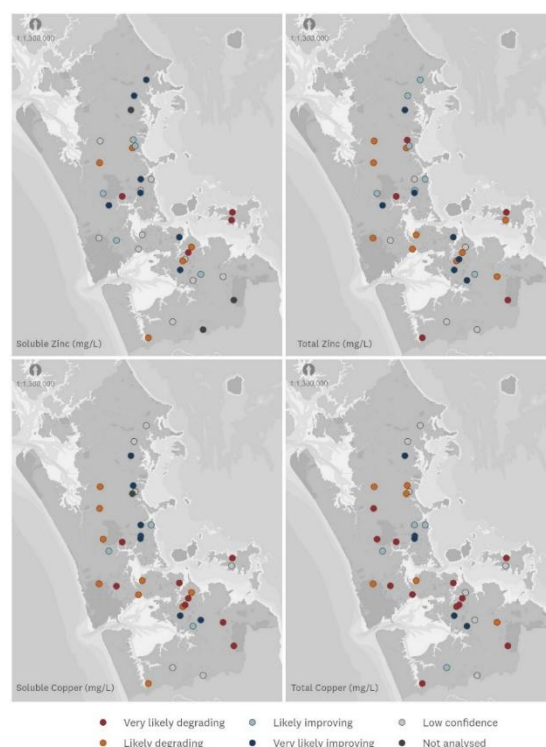 1:1,300,000
1:1,300,000
Soluble Zinc (mg/L)
Total Zinc (mg/L)
1:1,300,000
1:1,300,000
Soluble Copper (mg/L)
Total Copper (mg/L)
Very likely degrading
Likely improving
Low confidence
Likely degrading
Very likely improving
Not analysed